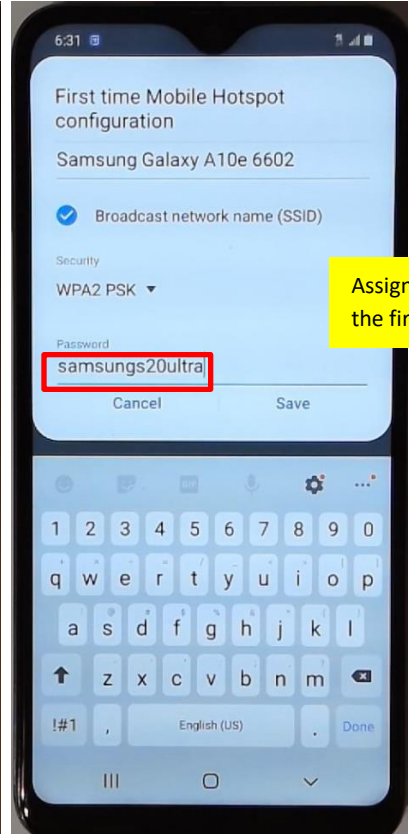 6:31
First time Mobile Hotspot
configuration
Samsung Galaxy A10e 6602
Broadcast network name (SSID)
Security
WPA2 PSK
Assign
the fir
Password
samsungs20ultra
Cancel Save
GIF
1 2 3 4 5 6 7 8 9 0
q w e r t y u i o p
a s d f g h j k l
z x c v b n m
!#1 , English (US) . Done